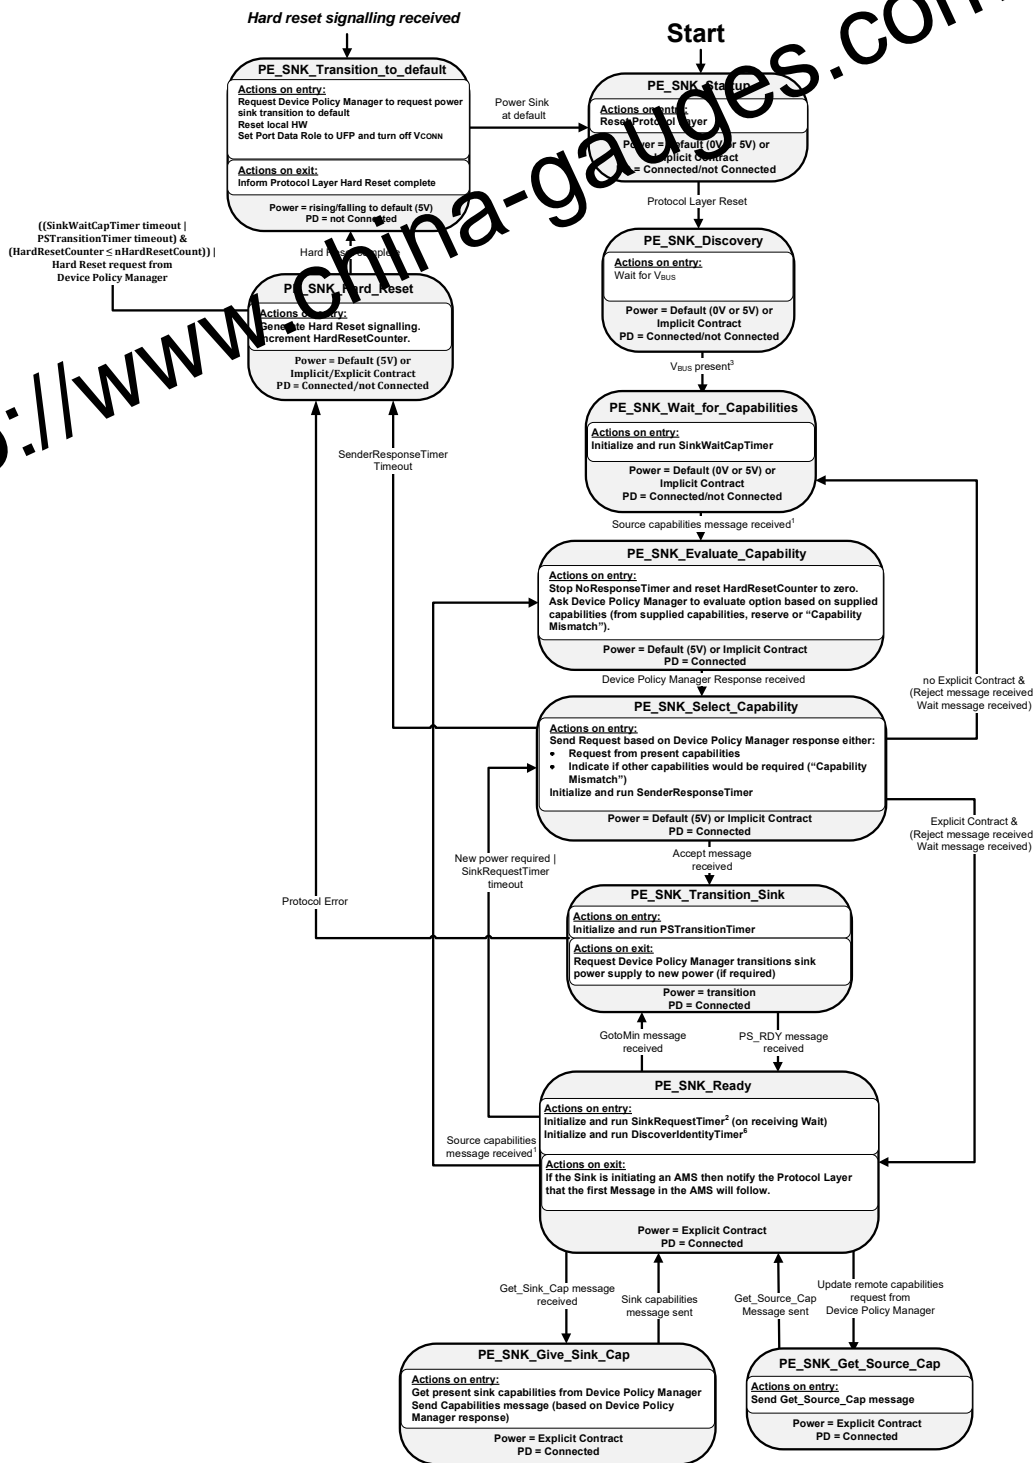 Hard reset signalling received
Start
PE_SNK_Transition_to_default
Actions on entry:
Request Device Policy Manager to request power
sink transition to default
Reset local HW
Set Port Data Role to UFP and turn off VCONN
Actions on exit:
Inform Protocol Layer Hard Reset complete
Power = rising/falling to default (5V)
PD = not Connected
Power Sink
at default
PE_SNK_Startup
Actions on entry:
Reset Protocol Layer
Power = Default (0V or 5V) or
Implicit Contract
= Connected/not Connected
Protocol Layer Reset
((SinkWaitCapTimer timeout |
PSTransitionTimer timeout) &
(HardResetCounter ≤ nHardResetCount)) |
Hard Reset request from
Device Policy Manager
Hard
PE_SNK_Hard_Reset
Actions on entry:
Generate Hard Reset signalling.
Increment HardResetCounter.
Power = Default (5V) or
Implicit/Explicit Contract
PD = Connected/not Connected
PE_SNK_Discovery
Actions on entry:
Wait for VBUS
Power = Default (0V or 5V) or
Implicit Contract
PD = Connected/not Connected
VBUS present3
PE_SNK_Wait_for_Capabilities
Actions on entry:
Initialize and run SinkWaitCapTimer
Power = Default (0V or 5V) or
Implicit Contract
PD = Connected/not Connected
SenderResponseTimer
Timeout
Source capabilities message received1
PE_SNK_Evaluate_Capability
Actions on entry:
Stop NoResponseTimer and reset HardResetCounter to zero.
Ask Device Policy Manager to evaluate option based on supplied
capabilities (from supplied capabilities, reserve or “Capability
Mismatch”).
Power = Default (5V) or Implicit Contract
PD = Connected
Device Policy Manager Response received
no Explicit Contract &
(Reject message received
Wait message received)
PE_SNK_Select_Capability
Actions on entry:
Send Request based on Device Policy Manager response either:
• Request from present capabilities
• Indicate if other capabilities would be required (“Capability
Mismatch”)
Initialize and run SenderResponseTimer
Power = Default (5V) or Implicit Contract
PD = Connected
Explicit Contract &
(Reject message received
Wait message received)
Accept message
received
New power required |
SinkRequestTimer
timeout
Protocol Error
PE_SNK_Transition_Sink
Actions on entry:
Initialize and run PSTransitionTimer
Actions on exit:
Request Device Policy Manager transitions sink
power supply to new power (if required)
Power = transition
PD = Connected
GotoMin message
received
PS_RDY message
received
PE_SNK_Ready
Actions on entry:
Initialize and run SinkRequestTimer2 (on receiving Wait)
Initialize and run DiscoverIdentityTimer6
Actions on exit:
If the Sink is initiating an AMS then notify the Protocol Layer
that the first Message in the AMS will follow.
Power = Explicit Contract
PD = Connected
Source capabilities
message received1
Get_Sink_Cap message
received
Sink capabilities
message sent
Get_Source_Cap
Message sent
Update remote capabilities
request from
Device Policy Manager
PE_SNK_Give_Sink_Cap
Actions on entry:
Get present sink capabilities from Device Policy Manager
Send Capabilities message (based on Device Policy
Manager response)
Power = Explicit Contract
PD = Connected
PE_SNK_Get_Source_Cap
Actions on entry:
Send Get_Source_Cap message
Power = Explicit Contract
PD = Connected
://www.china-gauges.com